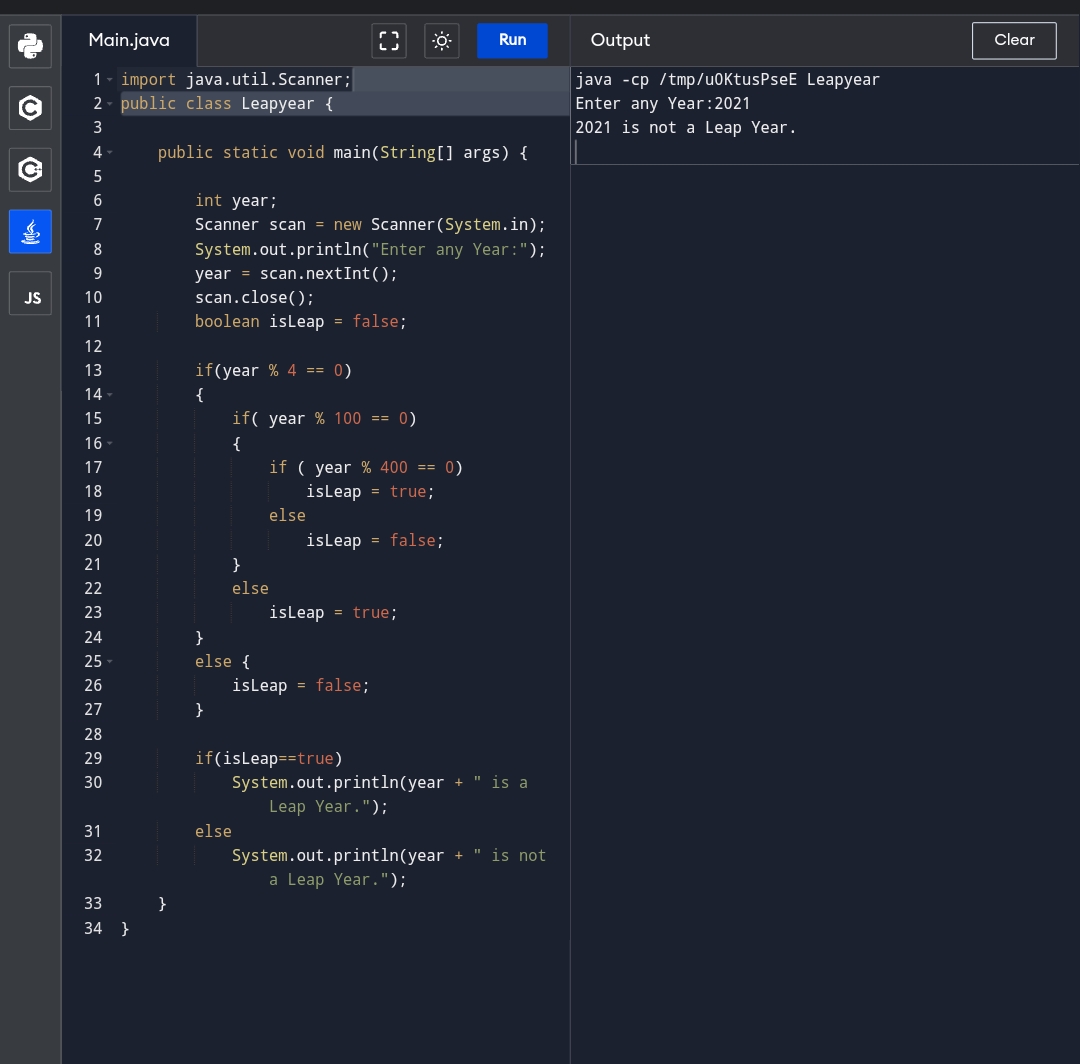 Main.java
Run
Output
Clear
JS
1 import java.util.Scanner;
2 public class Leapyear {
3
4     public static void main(String[] args) {
5
6         int year;
7         Scanner scan = new Scanner(System.in);
8         System.out.println("Enter any Year:");
9         year = scan.nextInt();
10         scan.close();
11         boolean isLeap = false;
12
13         if(year % 4 == 0)
14         {
15             if( year % 100 == 0)
16             {
17                 if ( year % 400 == 0)
18                     isLeap = true;
19                 else
20                     isLeap = false;
21             }
22             else
23                 isLeap = true;
24         }
25         else {
26             isLeap = false;
27         }
28
29         if(isLeap==true)
30             System.out.println(year + " is a
                Leap Year.");
31         else
32             System.out.println(year + " is not
                a Leap Year.");
33     }
34 }
java -cp /tmp/uOKtusPseE Leapyear
Enter any Year:2021
2021 is not a Leap Year.